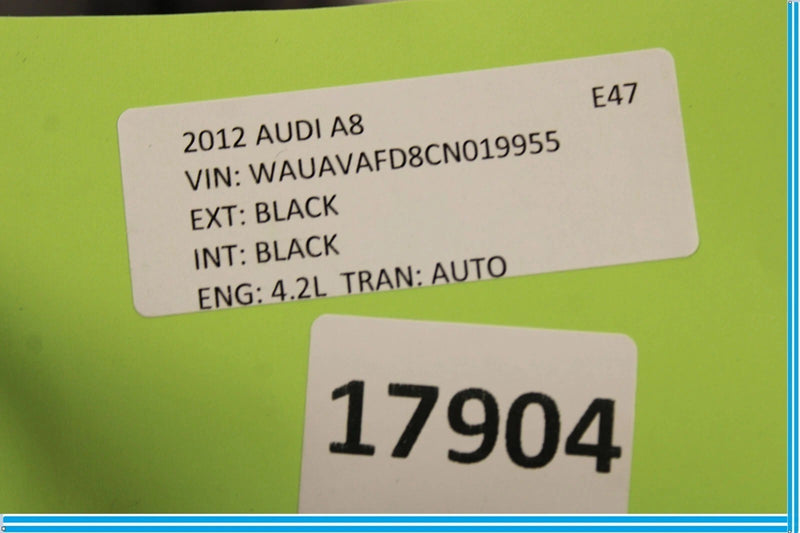 2012 AUDI A8 E47
VIN: WAUAVAFD8CN019955
EXT: BLACK
INT: BLACK
ENG: 4.2L TRAN: AUTO
17904